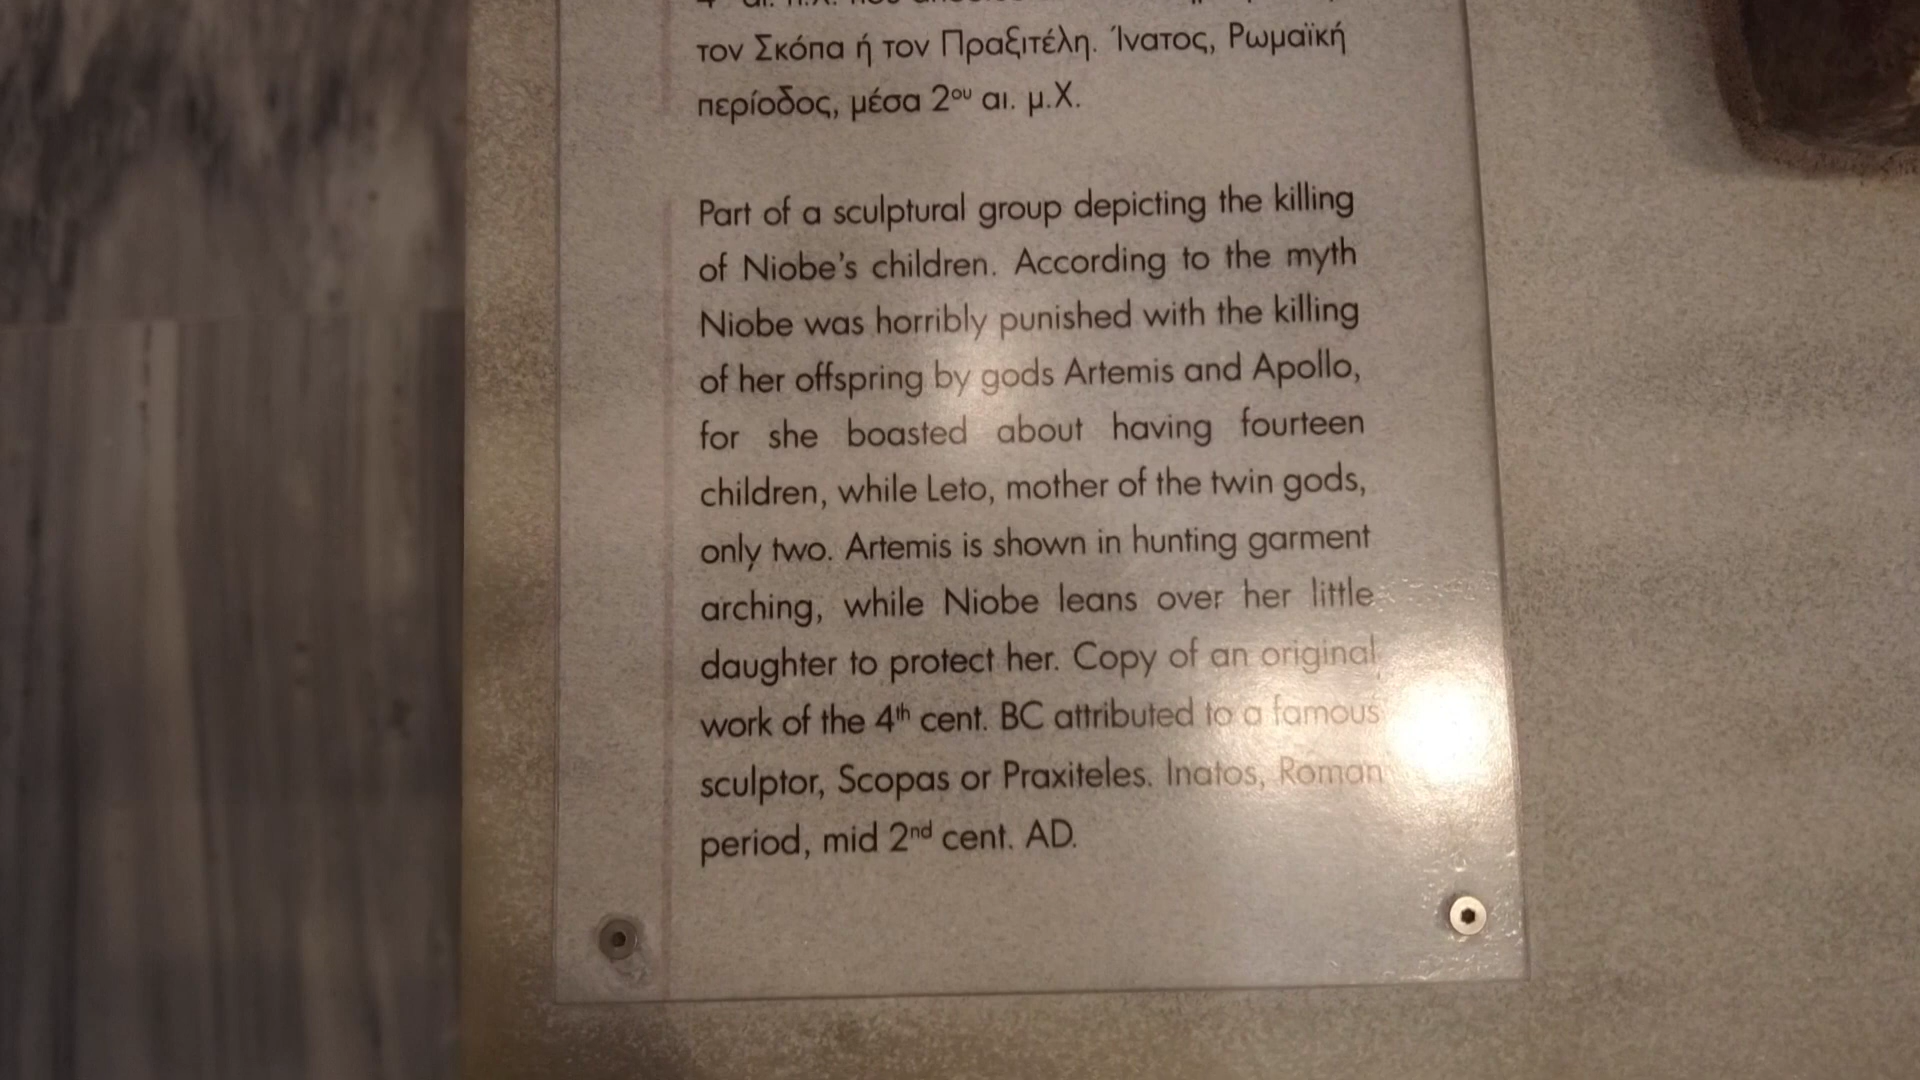 τον Σκόπα ή τον Πραξιτέλη. Ίνατος, Ρωμαϊκή
περίοδος, μέσα 2ου αι. μ.Χ.
Part of a sculptural group depicting the killing
of Niobe's children. According to the myth
Niobe was horribly punished with the killing
of her offspring by gods Artemis and Apollo,
for she boasted about having fourteen
children, while Leto, mother of the twin gods,
only two. Artemis is shown in hunting garment
arching, while Niobe leans over her little
daughter to protect her. Copy of an original
work of the 4th cent. BC attributed to a famous
sculptor, Scopas or Praxiteles. Inatos, Roman
period, mid 2nd cent. AD.